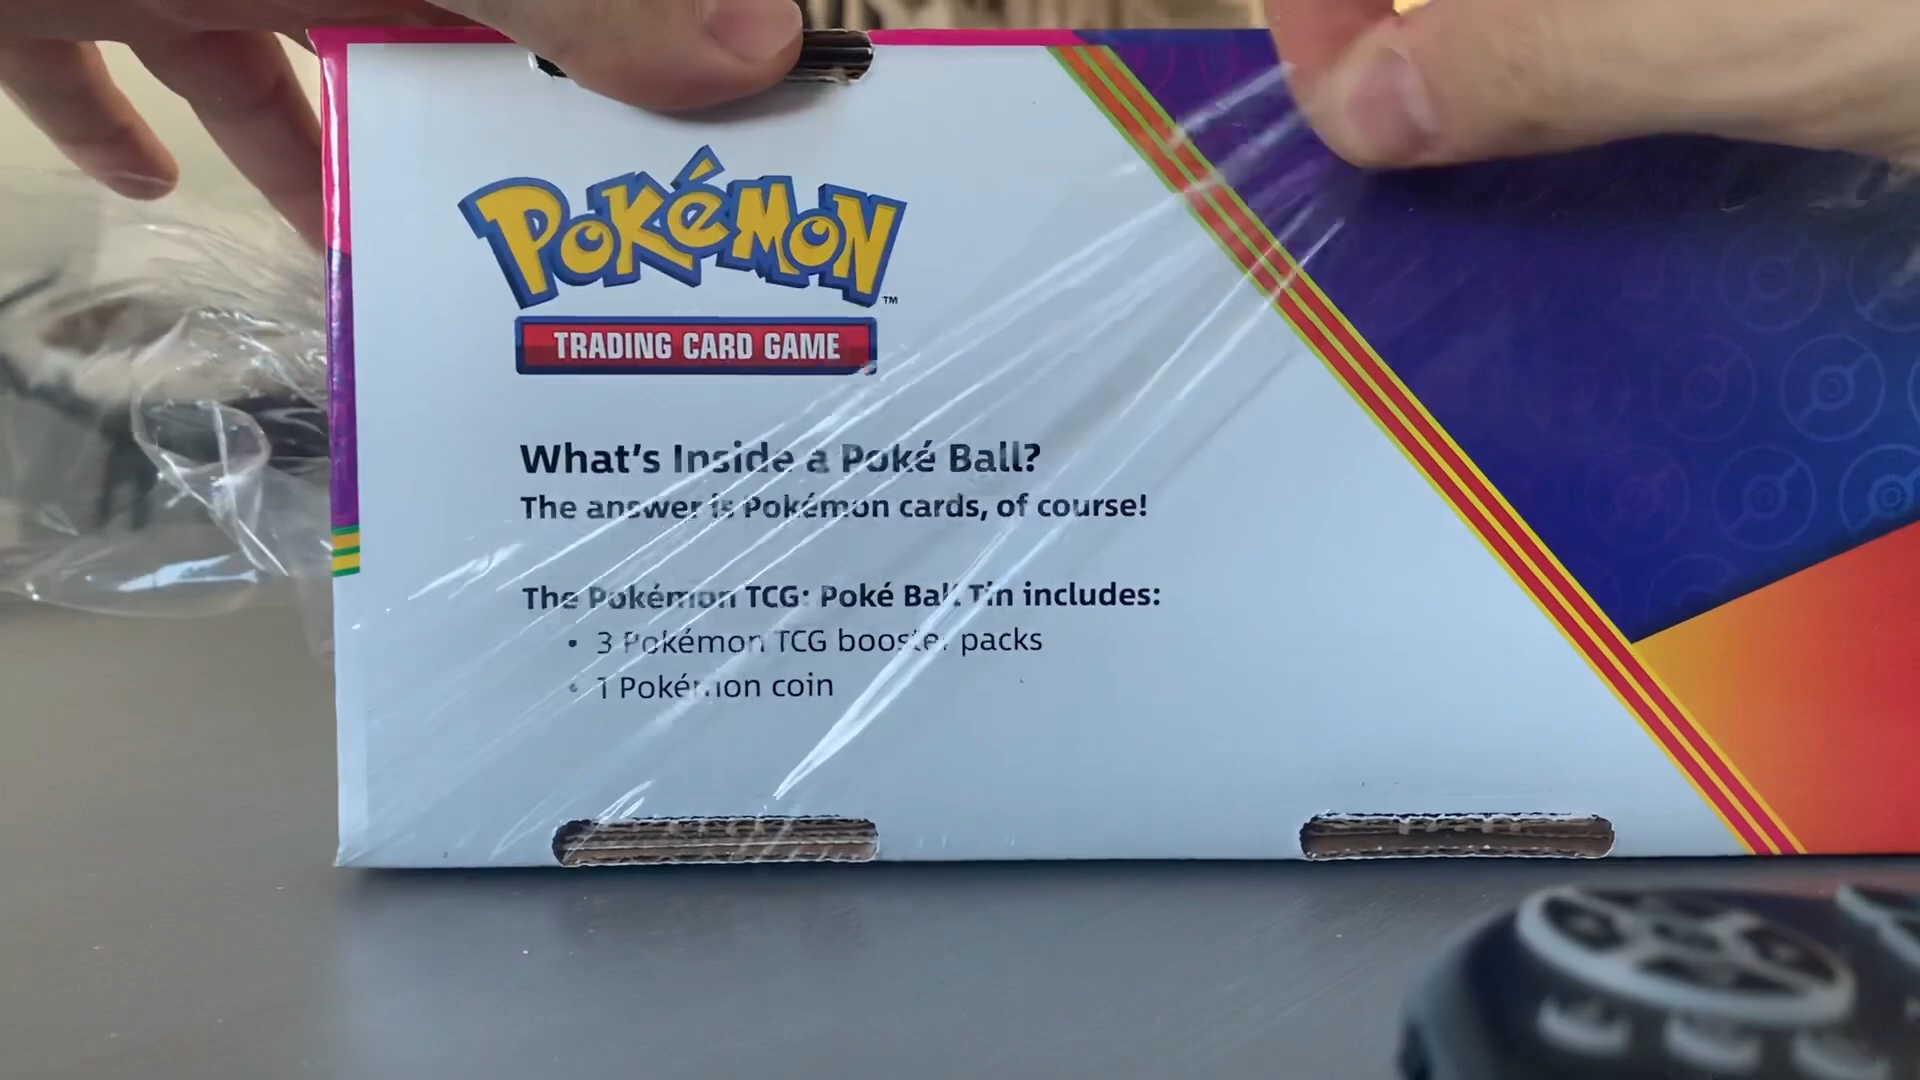 POKéMON™
TRADING CARD GAME
What's Inside a Poké Ball?
The answer is Pokémon cards, of course!
The Pokémon TCG: Poké Ball Tin includes:
• 3 Pokémon TCG booster packs
• 1 Pokémon coin